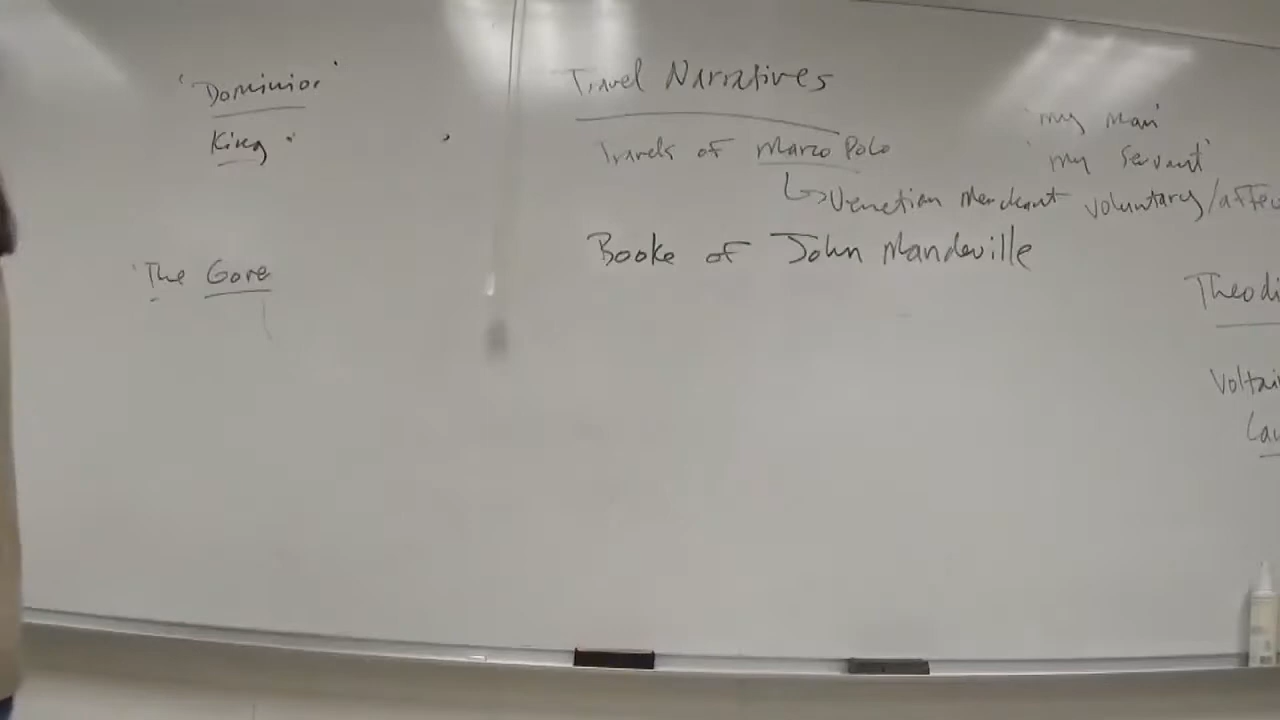 'Dominion'
King"
'The Gore
Travel Narratives
Travels of Marco Polo
↳ Venetian Merchant
Booke of John Mandeville
'my man'
'my servant'
voluntary/affec
Theodi
Voltai